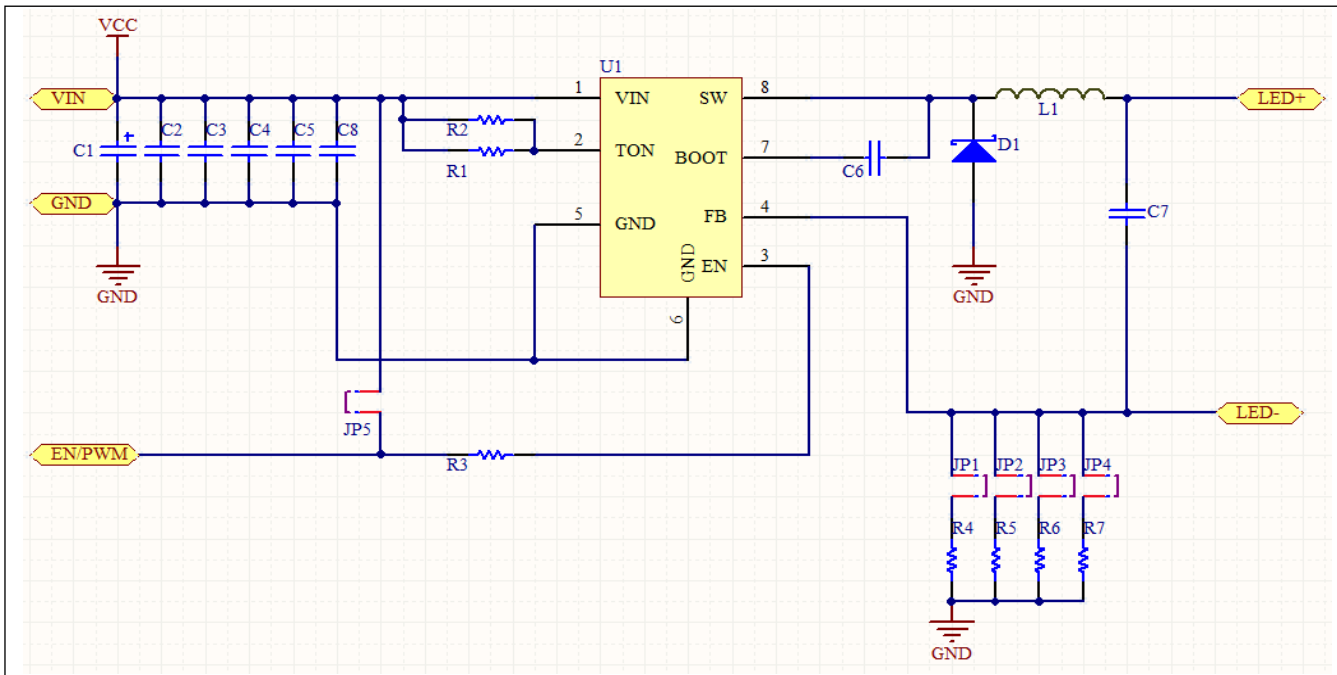 VCC
U1
VIN
1
VIN
SW
8
LED+
C1
C2
C3
C4
C5
C8
R2
2
TON
BOOT
7
L1
D1
R1
C6
GND
5
GND
FB
4
C7
GND
EN
3
GND
GND
6
JP5
LED-
EN/PWM
R3
JP1
JP2
JP3
JP4
R4
R5
R6
R7
GND